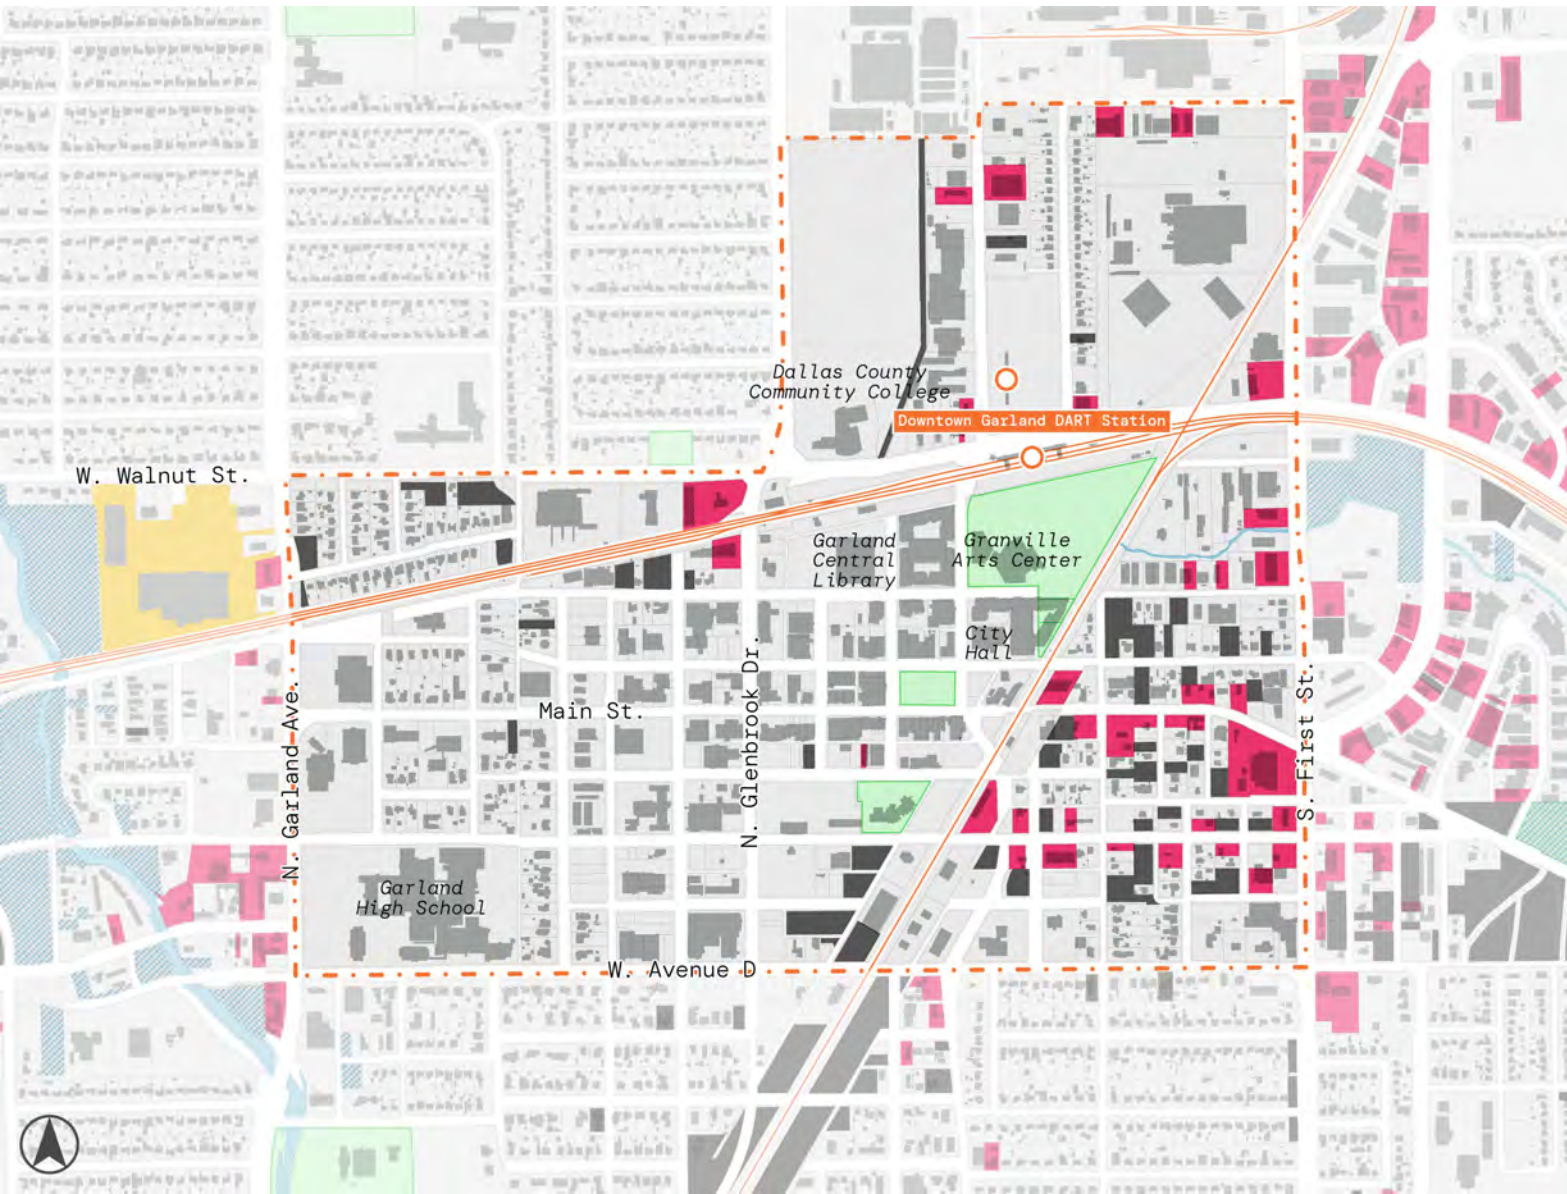 Dallas County
Community College
Downtown Garland DART Station
W. Walnut St.
Garland
Central
Library
Granville
Arts Center
City
Hall
Main St.
N. Garland Ave.
N. Glenbrook Dr.
S. First St.
Garland
High School
W. Avenue D